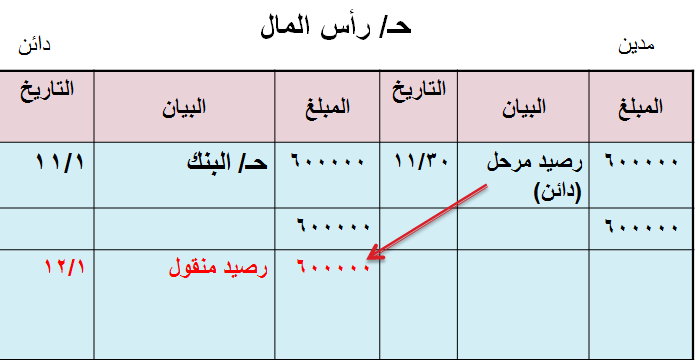 حـ/ رأس المال
مدين
دائن
المبلغ البيان التاريخ المبلغ البيان التاريخ
٦٠٠٠٠٠ رصيد مرحل ١١/٣٠ ٦٠٠٠٠٠ حـ/ البنك ١١/١
(دائن)
٦٠٠٠٠٠ ٦٠٠٠٠٠
٦٠٠٠٠٠ رصيد منقول ١٢/١